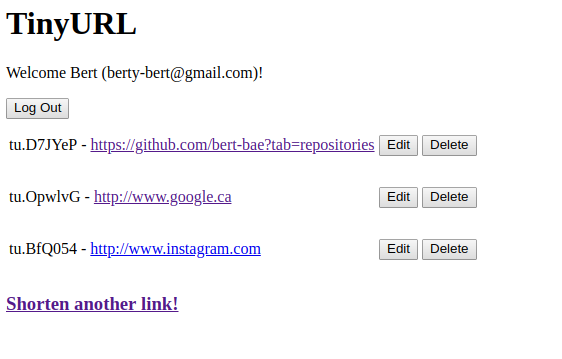 TinyURL
Welcome Bert (berty-bert@gmail.com)!
Log Out
tu.D7JYeP - https://github.com/bert-bae?tab=repositories Edit Delete
tu.OpwlvG - http://www.google.ca Edit Delete
tu.BfQ054 - http://www.instagram.com Edit Delete
Shorten another link!